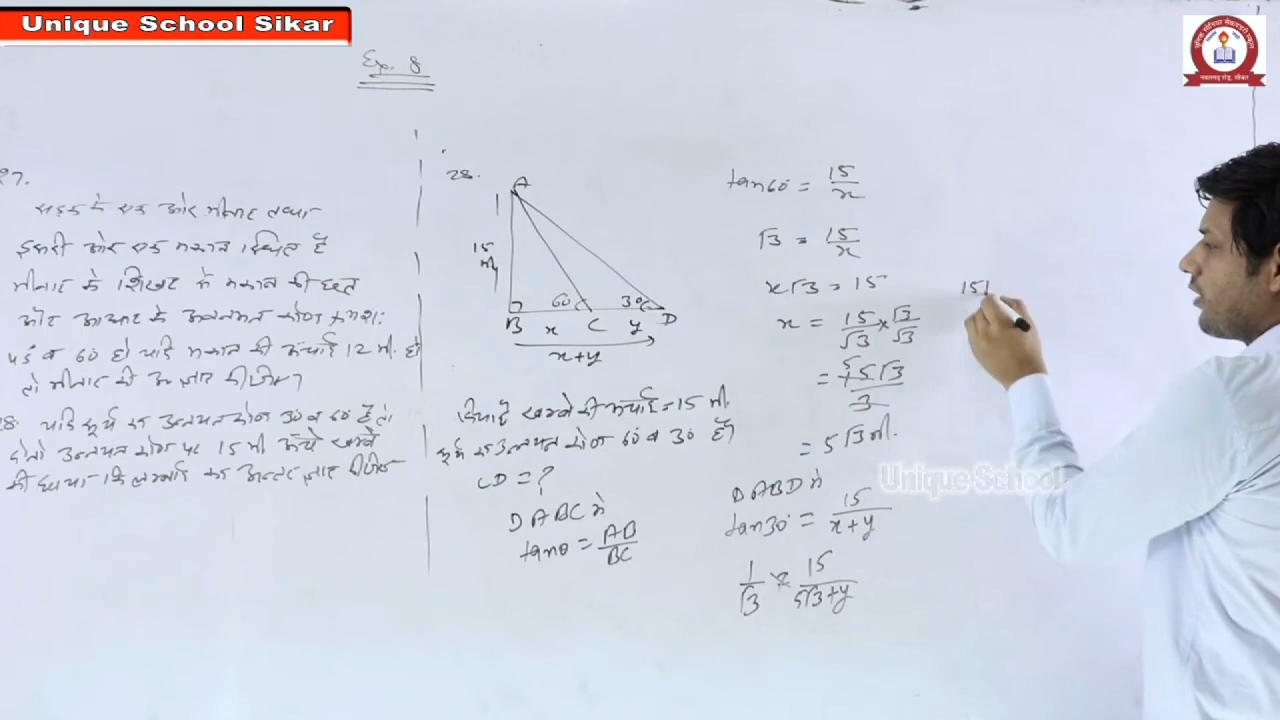 Unique School Sikar
Exe. 8
27.
सड़क के एक ओर मीनार तथा
दूसरी ओर एक मकान स्थित है
मीनार के शिखर से मकान की छत
और आधार के अवनमन कोण क्रमशः
45 व 60 हो यदि मकान की ऊंचाई 12 मी. हो
तो मीनार की ऊं ज्ञात कीजिए?
28. यदि सूर्य का उन्नयन कोण 30 व 60 है तो
दोनों उन्नयन कोण पर 15 मी ऊंचे खम्बे
की छाया कि लम्बाई का अन्तर ज्ञात कीजिए
28.
A
15
मी
60
30
B
x
C
y
D
x+y
दिया है खम्बे की ऊंचाई = 15 मी.
सूर्य का उन्नयन कोण 60 व 30 है।
CD = ?
D ABC में
tanθ = AB/BC
tan60 = 15/x
√3 = 15/x
x√3 = 15
x = 15/√3 × √3/√3
= 15√3/3
5
= 5√3 मी.
D ABD में
tan30 = 15/x+y
1/√3 = 15/5√3+y
15
Unique School
Unique School